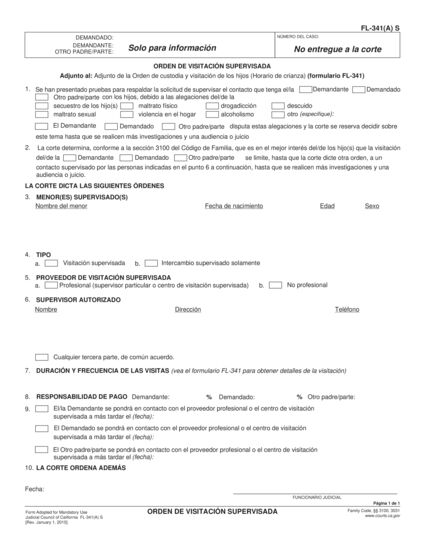 FL-341(A) S
DEMANDADO:
DEMANDANTE:
OTRO PADRE/PARTE:
Solo para información
NÚMERO DEL CASO:
No entregue a la corte
ORDEN DE VISITACIÓN SUPERVISADA
Adjunto al: Adjunto de la Orden de custodia y visitación de los hijos (Horario de crianza) (formulario FL-341)
1. Se han presentado pruebas para respaldar la solicitud de supervisar el contacto que tenga el/la Demandante Demandado
Otro padre/parte con los hijos, debido a las alegaciones del/de la
secuestro de los hijo(s) maltrato físico drogadicción descuido
maltrato sexual violencia en el hogar alcoholismo otro (especifique):
El Demandante Demandado Otro padre/parte disputa estas alegaciones y la corte se reserva decidir sobre
este tema hasta que se realicen más investigaciones y una audiencia o juicio
2. La corte determina, conforme a la sección 3100 del Código de Familia, que es en el mejor interés del/de los hijo(s) que la visitación
del/de la Demandante Demandado Otro padre/parte se limite, hasta que la corte dicte otra orden, a un
contacto supervisado por las personas indicadas en el punto 6 a continuación, hasta que se realicen más investigaciones y una
audiencia o juicio.
LA CORTE DICTA LAS SIGUIENTES ÓRDENES
3. MENOR(ES) SUPERVISADO(S)
Nombre del menor Fecha de nacimiento Edad Sexo
4. TIPO
a. Visitación supervisada b. Intercambio supervisado solamente
5. PROVEEDOR DE VISITACIÓN SUPERVISADA
a. Profesional (supervisor particular o centro de visitación supervisada) b. No profesional
6. SUPERVISOR AUTORIZADO
Nombre Dirección Teléfono
Cualquier tercera parte, de común acuerdo.
7. DURACIÓN Y FRECUENCIA DE LAS VISITAS (vea el formulario FL-341 para obtener detalles de la visitación)
8. RESPONSABILIDAD DE PAGO Demandante: % Demandado: % Otro padre/parte:
9. El/la Demandante se pondrá en contacto con el proveedor profesional o el centro de visitación
supervisada a más tardar el (fecha):
El Demandado se pondrá en contacto con el proveedor profesional o el centro de visitación
supervisada a más tardar el (fecha):
El Otro padre/parte se pondrá en contacto con el proveedor profesional o el centro de visitación
supervisada a más tardar el (fecha):
10. LA CORTE ORDENA ADEMÁS
Fecha:
FUNCIONARIO JUDICIAL
Página 1 de 1
Form Adopted for Mandatory Use
Judicial Council of California FL-341(A) S
[Rev. January 1, 2015]
ORDEN DE VISITACIÓN SUPERVISADA
Family Code, §§ 3100, 3031
www.courts.ca.gov